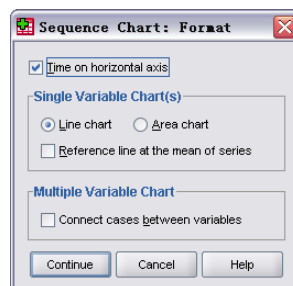 Sequence Chart: Format
Time on horizontal axis
Single Variable Chart(s)
Line chart Area chart
Reference line at the mean of series
Multiple Variable Chart
Connect cases between variables
Continue Cancel Help